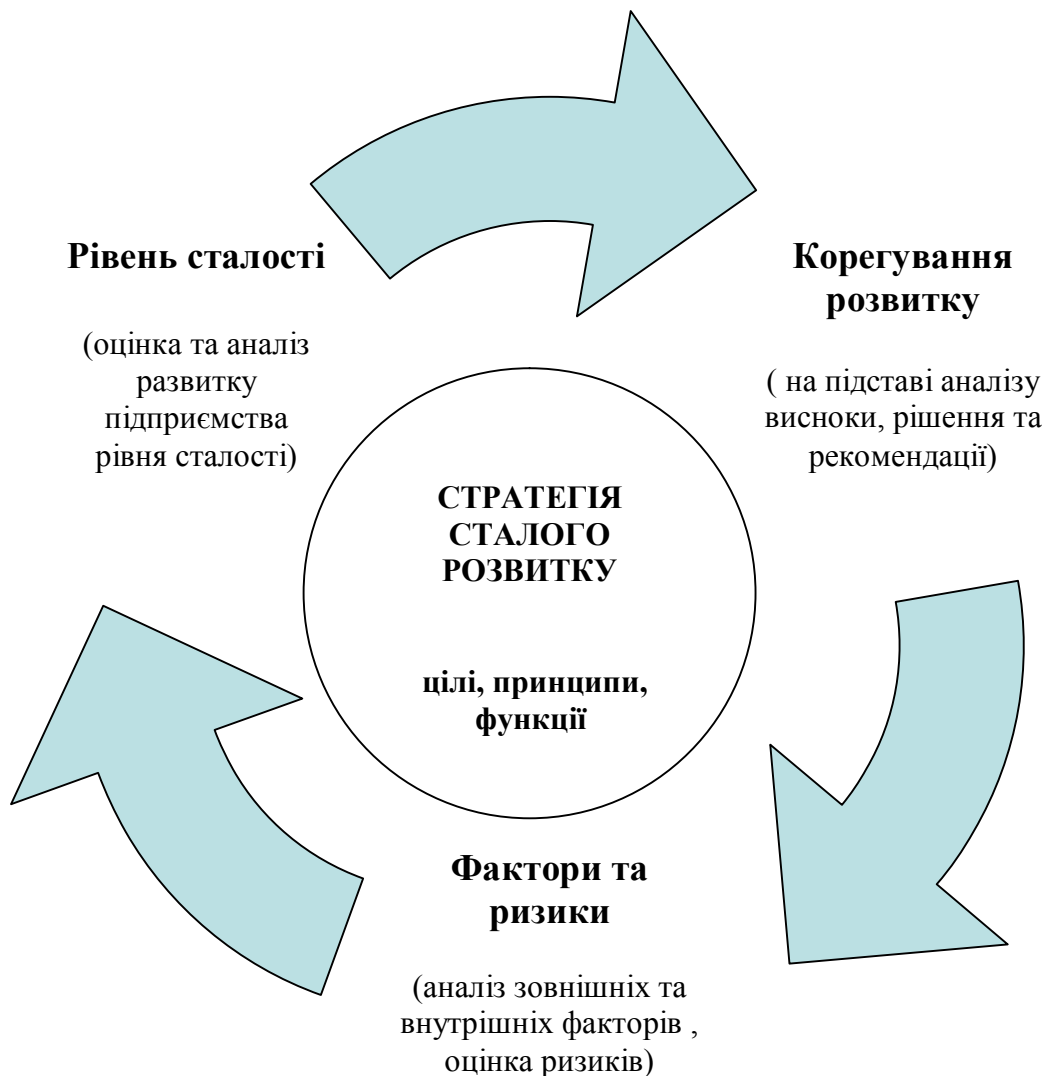 Рівень сталості
(оцінка та аналіз
развитку
підприємства
рівня сталості)
Корегування
розвитку
( на підставі аналізу
висноки, рішення та
рекомендації)
СТРАТЕГІЯ
СТАЛОГО
РОЗВИТКУ
цілі, принципи,
функції
Фактори та
ризики
(аналіз зовнішніх та
внутрішніх факторів ,
оцінка ризиків)